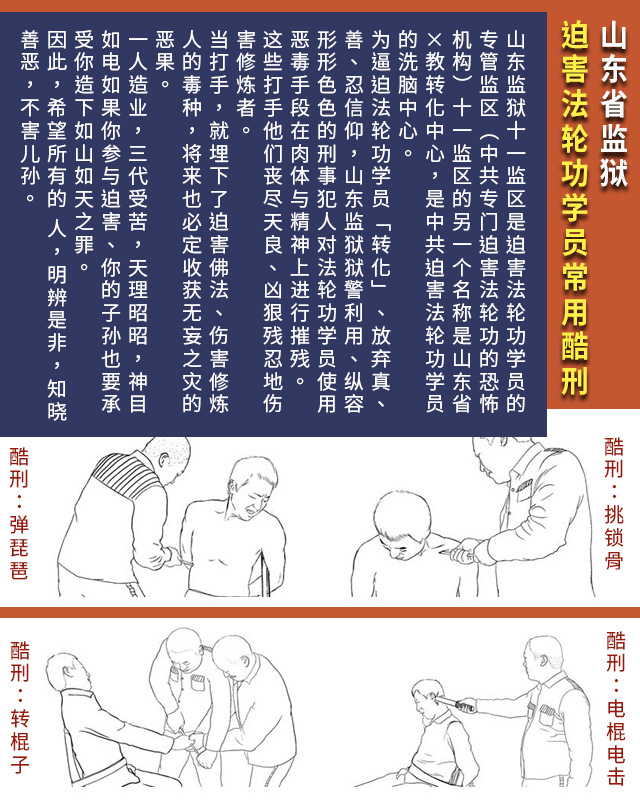 山东省监狱
迫害法轮功学员常用酷刑
山东监狱十一监区是迫害法轮功学员的
专管监区（中共专门迫害法轮功的恐怖
机构）十一监区的另一个名称是山东省
×教转化中心，是中共迫害法轮功学员
的洗脑中心。
为逼迫法轮功学员「转化」、放弃真、
善、忍信仰，山东监狱狱警利用、纵容
形形色色的刑事犯人对法轮功学员使用
恶毒手段在肉体与精神上进行摧残。
这些打手他们丧尽天良、凶狠残忍地伤
害修炼者。
当打手，就埋下了迫害佛法、伤害修炼
人的毒种，将来也必定收获无妄之灾的
恶果。
一人造业，三代受苦，天理昭昭，神目
如电如果你参与迫害、你的子孙也要承
受你造下如山如天之罪。
因此，希望所有的 人，明辨是非，知晓
善恶，不害儿孙。
酷刑：挑锁骨
酷刑：弹琵琶
酷刑：电棍电击
酷刑：转棍子